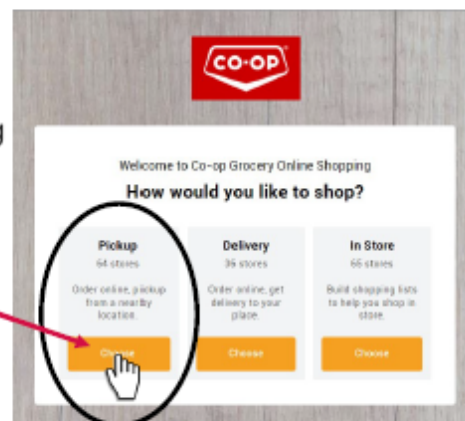 CO-OP
g
Welcome to Co-op Grocery Online Shopping
How would you like to shop?
Pickup
64 stores
Order online, pickup
from a nearby
location.
Choose
Delivery
36 stores
Order online, get
delivery to your
place.
Choose
In Store
65 stores
Build shopping lists
to help you shop in
store.
Choose